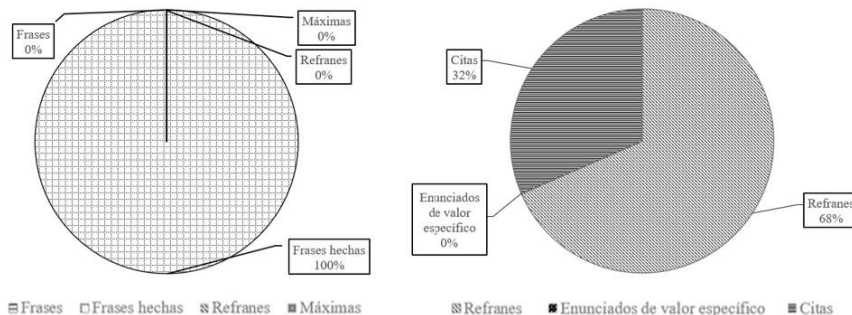 Frases
0%
Máximas
0%
Refranes
0%
Frases hechas
100%
Frases Frases hechas Refranes Máximas
Citas
32%
Enunciados
de valor
específico
0%
Refranes
68%
Refranes Enunciados de valor específico Citas